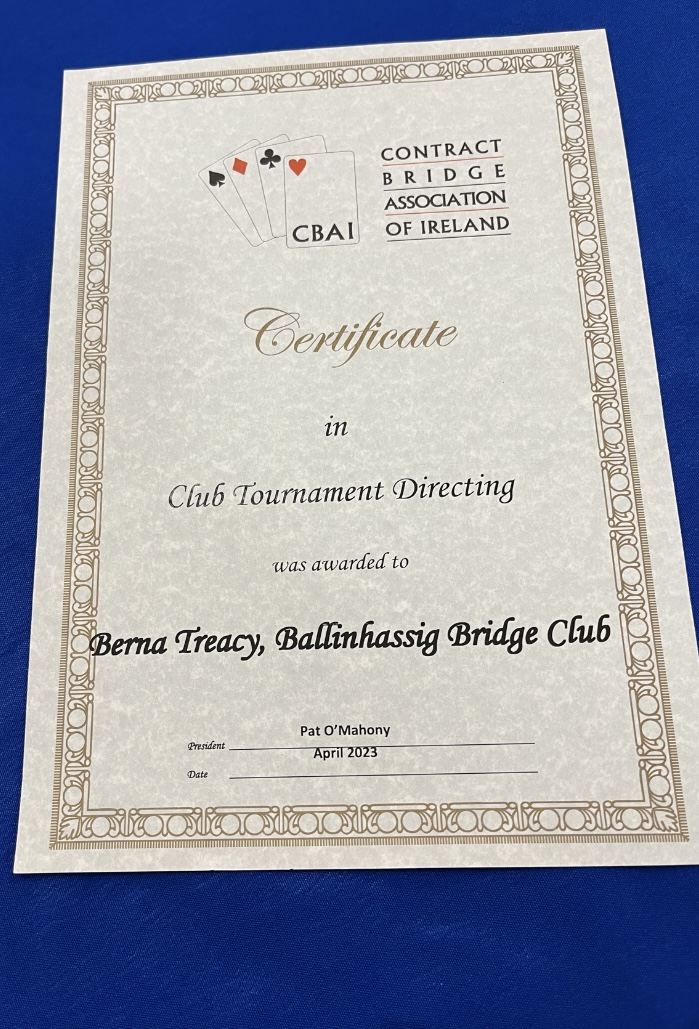 CBAI
CONTRACT
BRIDGE
ASSOCIATION
OF IRELAND
Certificate
in
Club Tournament Directing
was awarded to
Berna Treacy, Ballinhassig Bridge Club
Pat O'Mahony
President
April 2023
Date